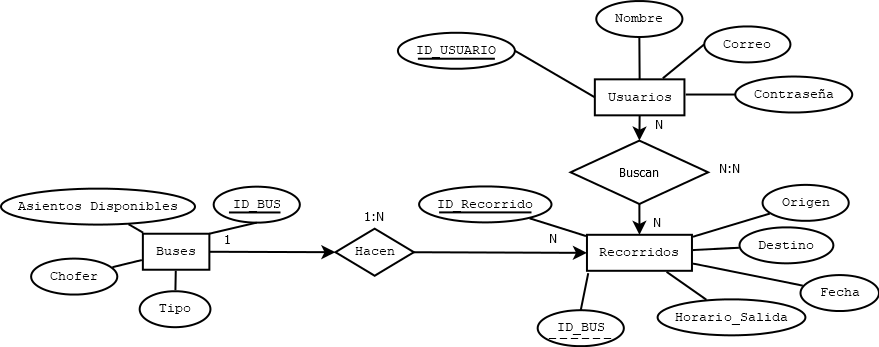 Nombre
ID_USUARIO
Correo
Usuarios
Contraseña
N
Buscan
N:N
Asientos Disponibles
ID_BUS
ID_Recorrido
Origen
1:N
N
Buses
1
Hacen
N
Recorridos
Destino
Chofer
Fecha
Tipo
Horario_Salida
ID_BUS